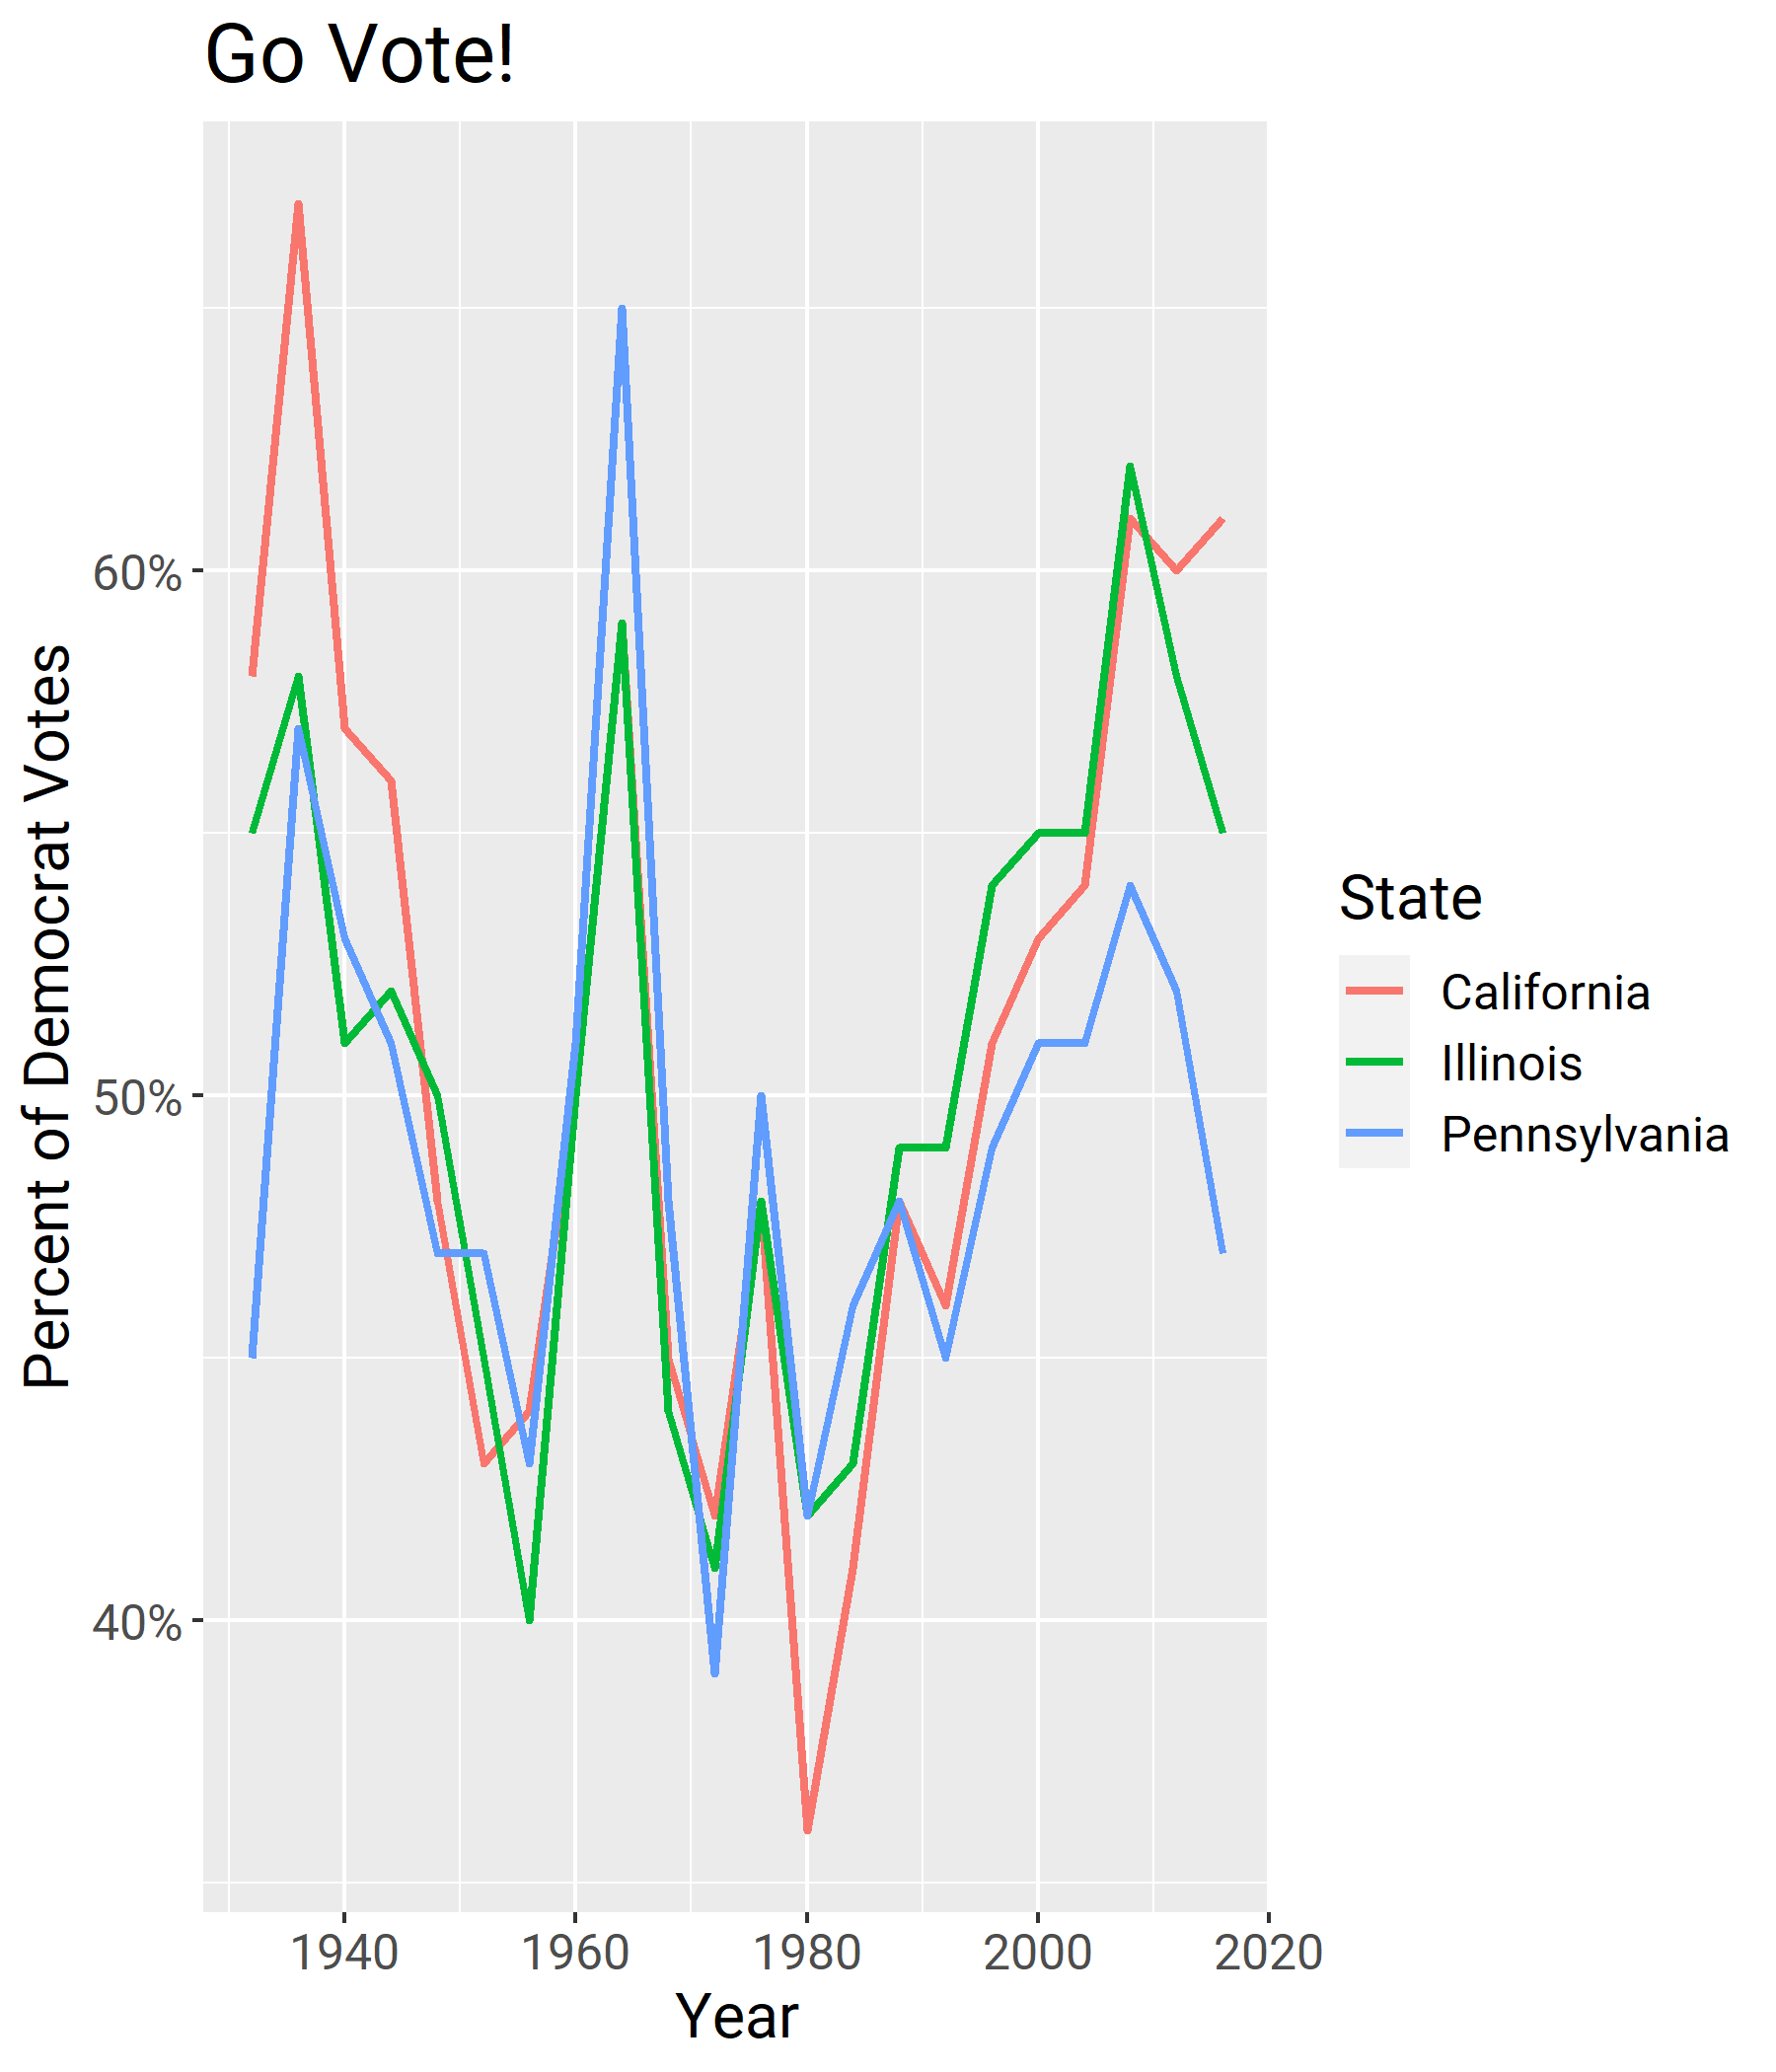 Go Vote!
Percent of Democrat Votes
60%
50%
40%
1940 1960 1980 2000 2020
Year
State
California
Illinois
Pennsylvania